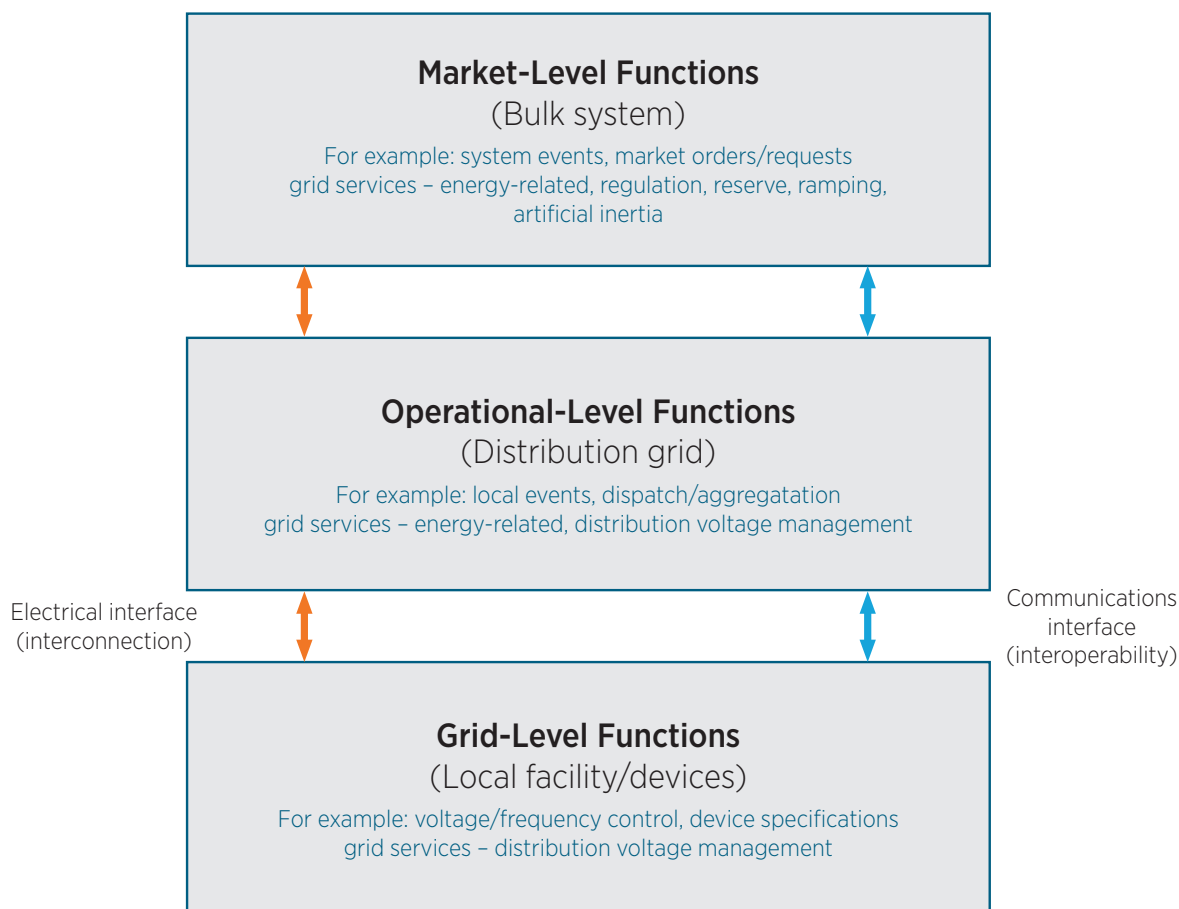 Market-Level Functions
(Bulk system)
For example: system events, market orders/requests
grid services – energy-related, regulation, reserve, ramping,
artificial inertia
Operational-Level Functions
(Distribution grid)
For example: local events, dispatch/aggregatation
grid services – energy-related, distribution voltage management
Electrical interface
(interconnection)
Communications
interface
(interoperability)
Grid-Level Functions
(Local facility/devices)
For example: voltage/frequency control, device specifications
grid services – distribution voltage management